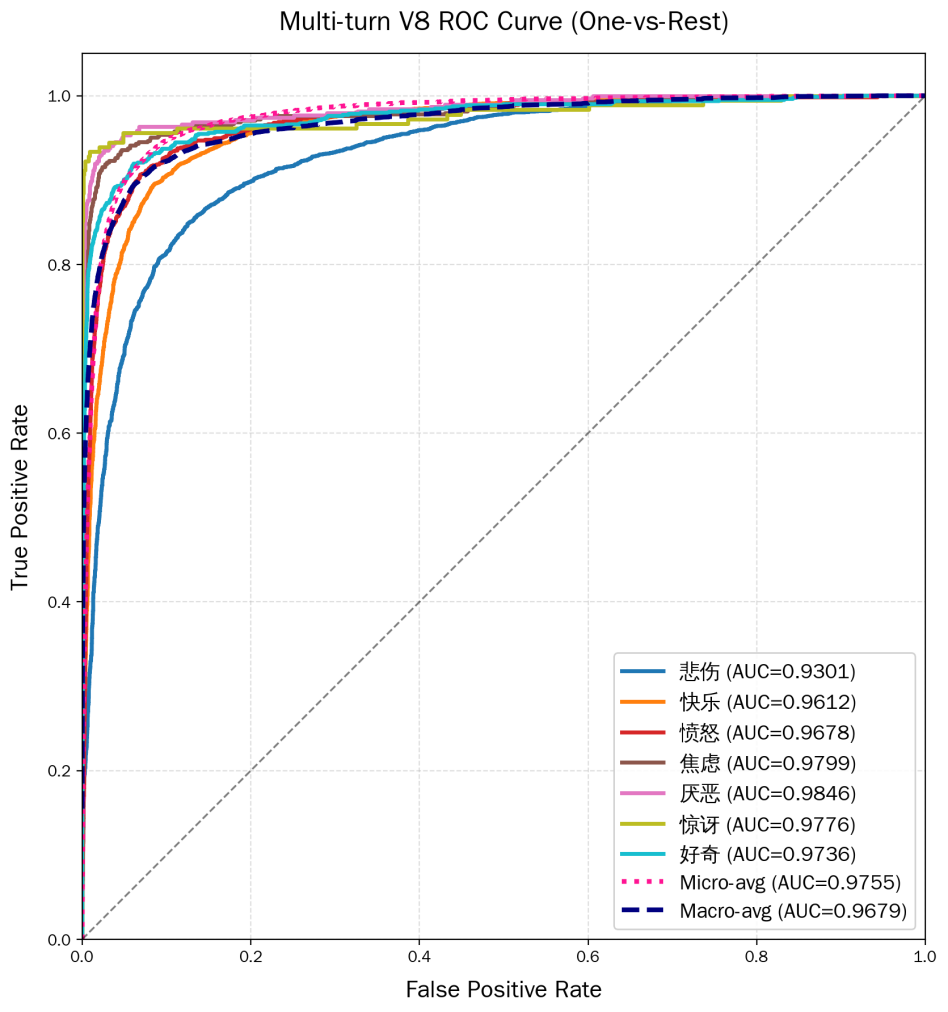 Multi-turn V8 ROC Curve (One-vs-Rest)
1.0
0.8
0.6
0.4
0.2
0.0
True Positive Rate
悲伤 (AUC=0.9301)
快乐 (AUC=0.9612)
愤怒 (AUC=0.9678)
焦虑 (AUC=0.9799)
厌恶 (AUC=0.9846)
惊讶 (AUC=0.9776)
好奇 (AUC=0.9736)
Micro-avg (AUC=0.9755)
Macro-avg (AUC=0.9679)
0.0 0.2 0.4 0.6 0.8 1.0
False Positive Rate